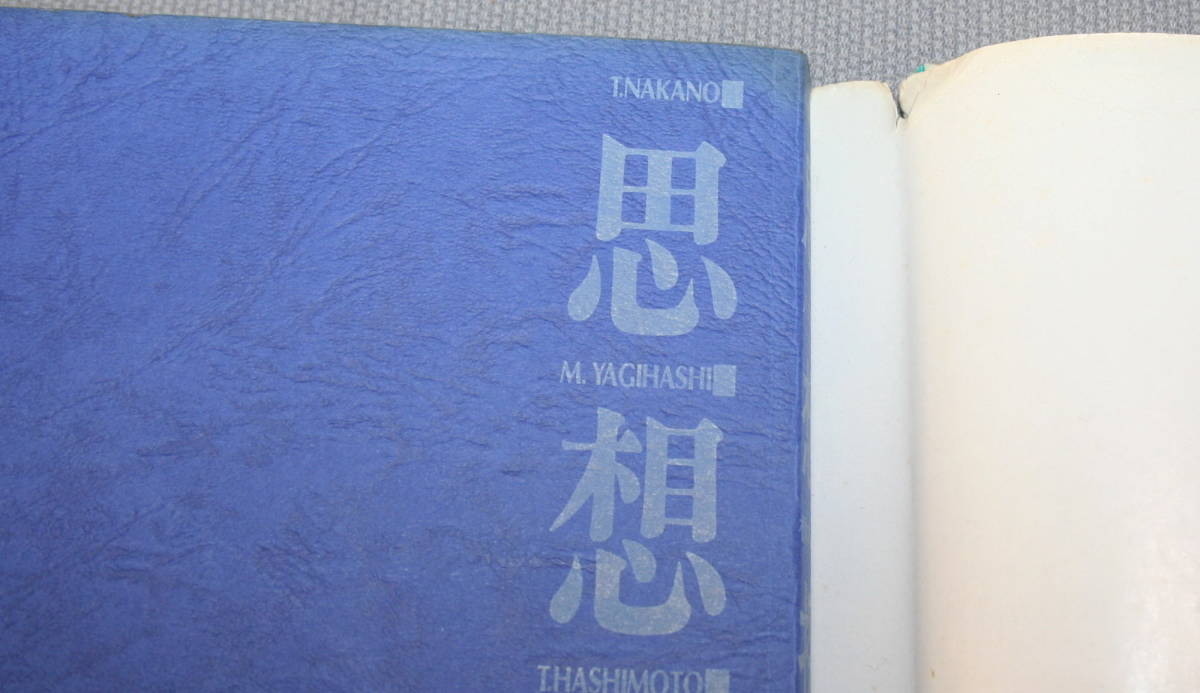 T.NAKANO
思
M. YAGIHASHI
想
T.HASHIMOTO